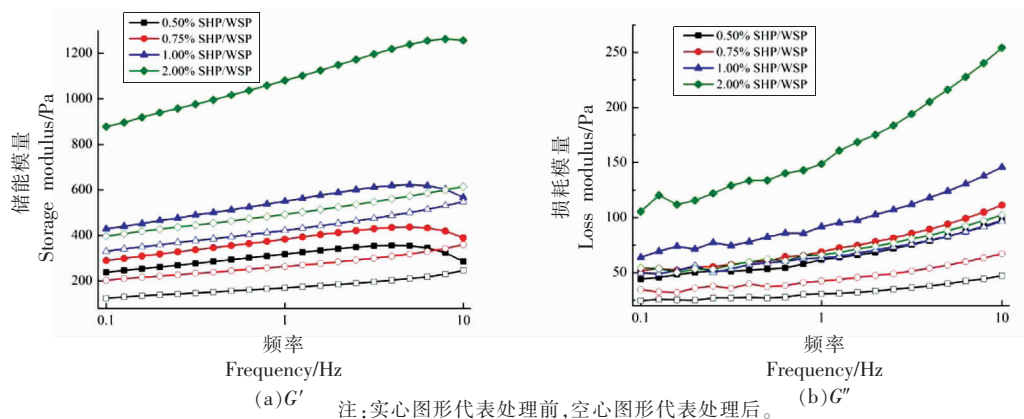 0.50% SHP/WSP
0.75% SHP/WSP
1.00% SHP/WSP
2.00% SHP/WSP
1200
1000
800
600
400
200
储能模量
Storage modulus/Pa
0.1
1
10
频率
Frequency/Hz
(a)G′
0.50% SHP/WSP
0.75% SHP/WSP
1.00% SHP/WSP
2.00% SHP/WSP
250
200
150
100
50
损耗模量
Loss modulus/Pa
0.1
1
10
频率
Frequency/Hz
(b)G″
注:实心图形代表处理前,空心图形代表处理后。